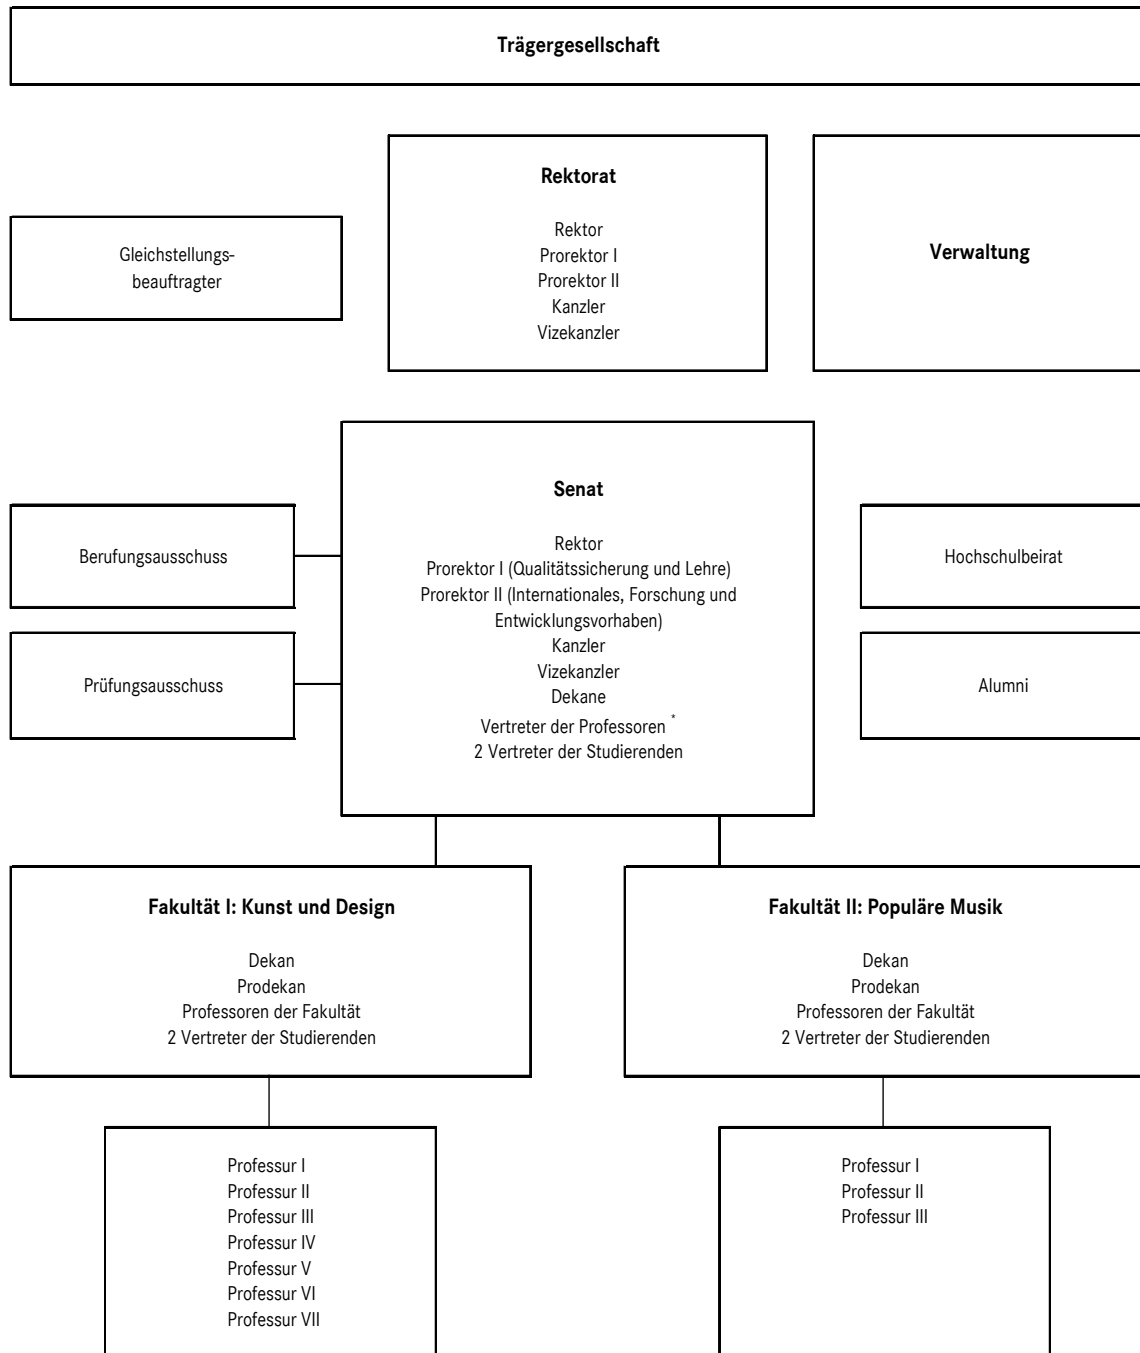 Trägergesellschaft
Rektorat
Rektor
Prorektor I
Prorektor II
Kanzler
Vizekanzler
Gleichstellungs-
beauftragter
Verwaltung
Senat
Rektor
Prorektor I (Qualitätssicherung und Lehre)
Prorektor II (Internationales, Forschung und
Entwicklungsvorhaben)
Kanzler
Vizekanzler
Dekane
Vertreter der Professoren *
2 Vertreter der Studierenden
Berufungsausschuss
Prüfungsausschuss
Hochschulbeirat
Alumni
Fakultät I: Kunst und Design
Dekan
Prodekan
Professoren der Fakultät
2 Vertreter der Studierenden
Fakultät II: Populäre Musik
Dekan
Prodekan
Professoren der Fakultät
2 Vertreter der Studierenden
Professur I
Professur II
Professur III
Professur IV
Professur V
Professur VI
Professur VII
Professur I
Professur II
Professur III